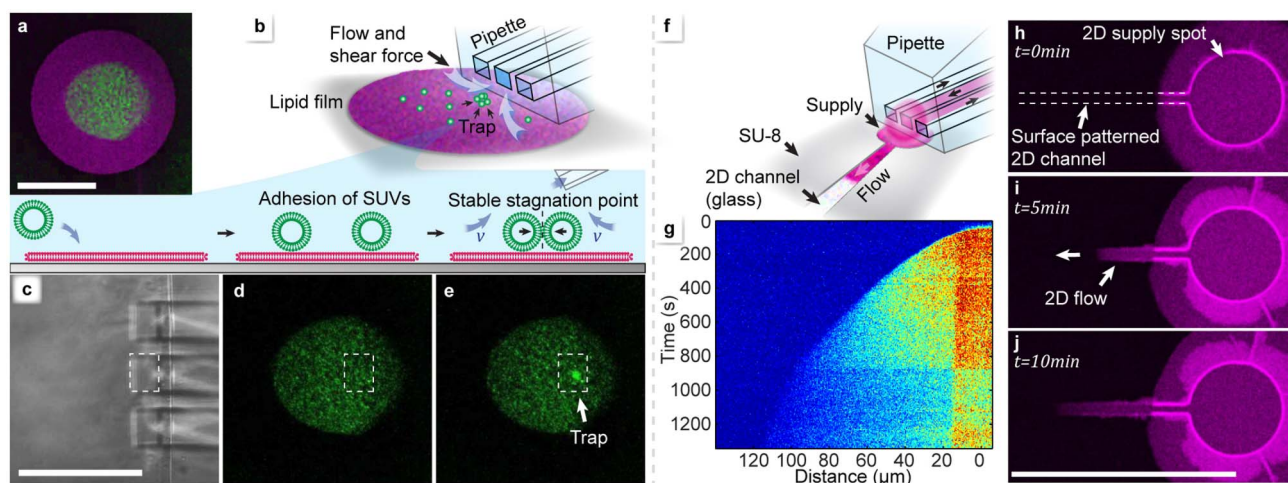 a
b
Flow and
shear force
Pipette
Lipid film
Trap
Adhesion of SUVs
Stable stagnation point
v
v
c
d
e
Trap
f
Pipette
Supply
SU-8
2D channel
(glass)
Flow
g
0
200
400
600
800
1000
1200
Time (s)
140 120 100 80 60 40 20 0
Distance (µm)
h
2D supply spot
t=0min
Surface patterned
2D channel
i
t=5min
2D flow
j
t=10min